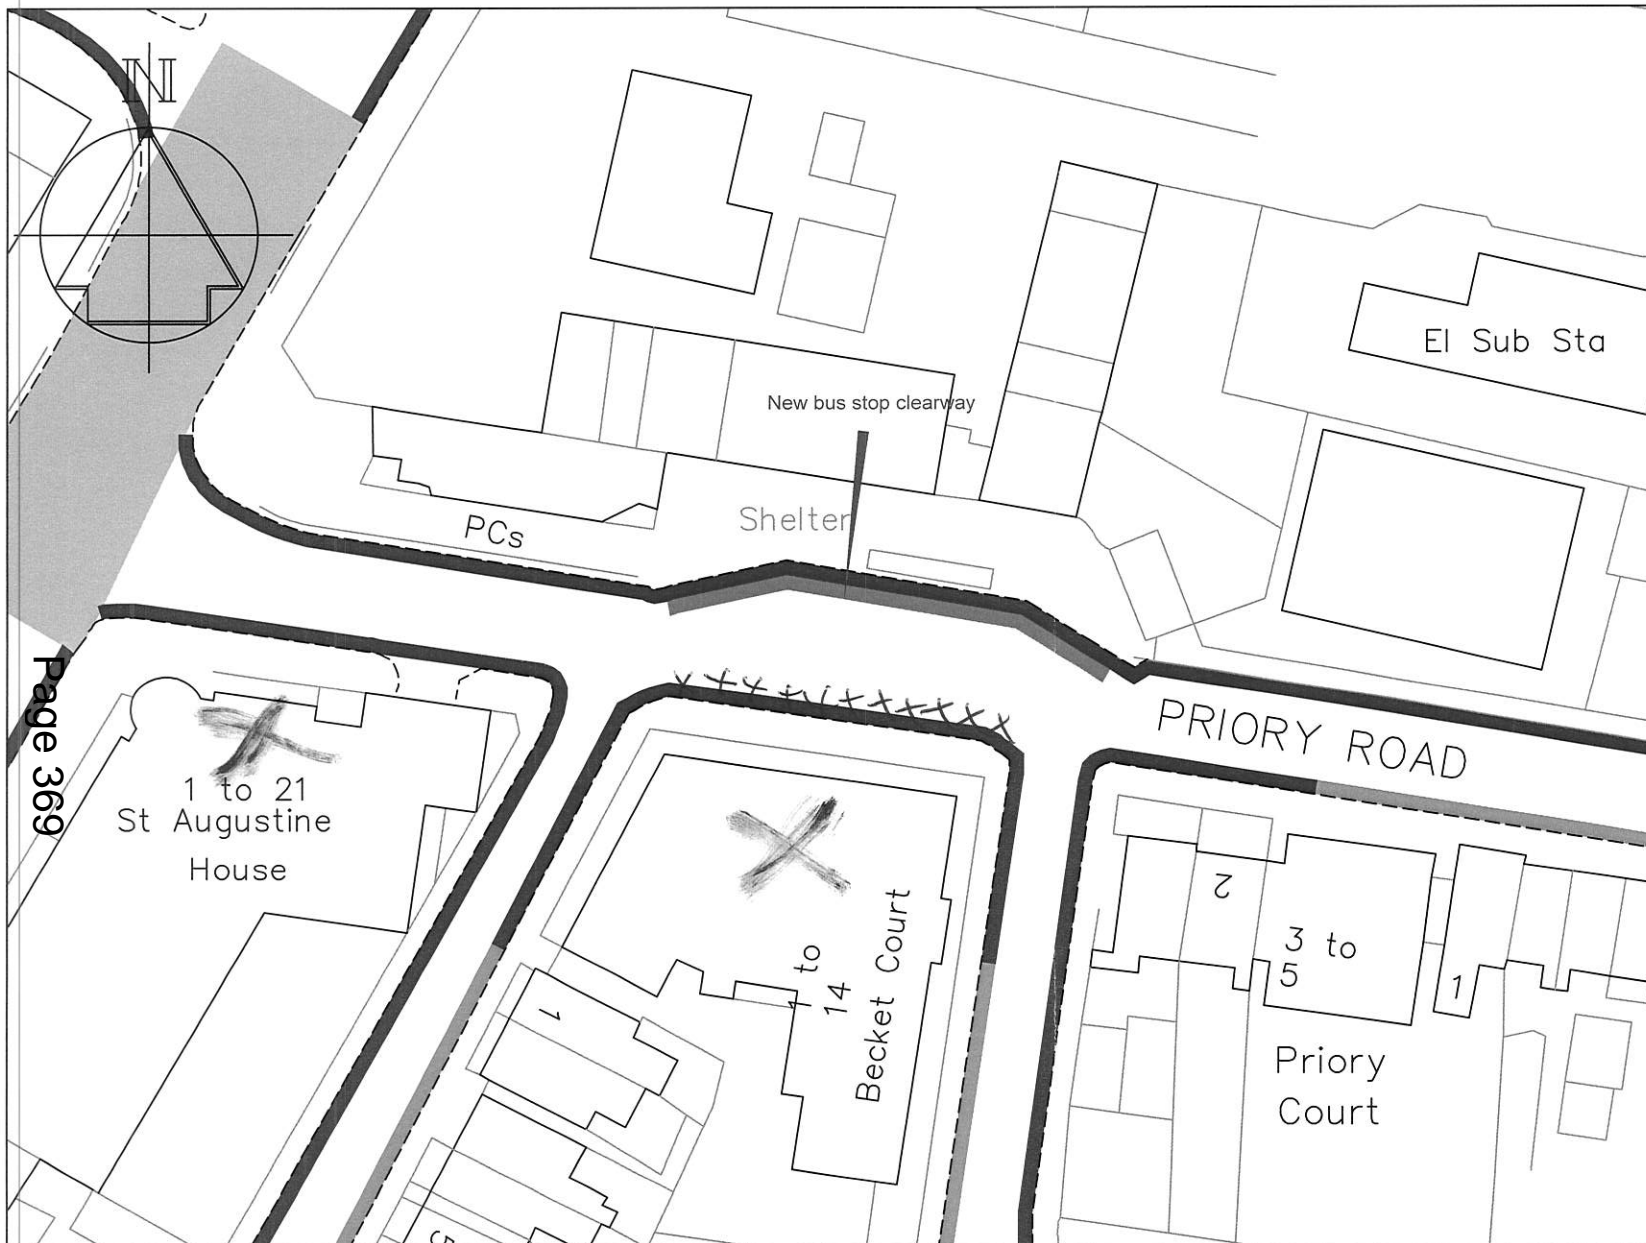 N
El Sub Sta
New bus stop clearway
Shelter
PCs
PRIORY ROAD
Page 369
1 to 21
St Augustine
House
1 to
14
Becket Court
2
3 to
5
1
1
Priory
Court